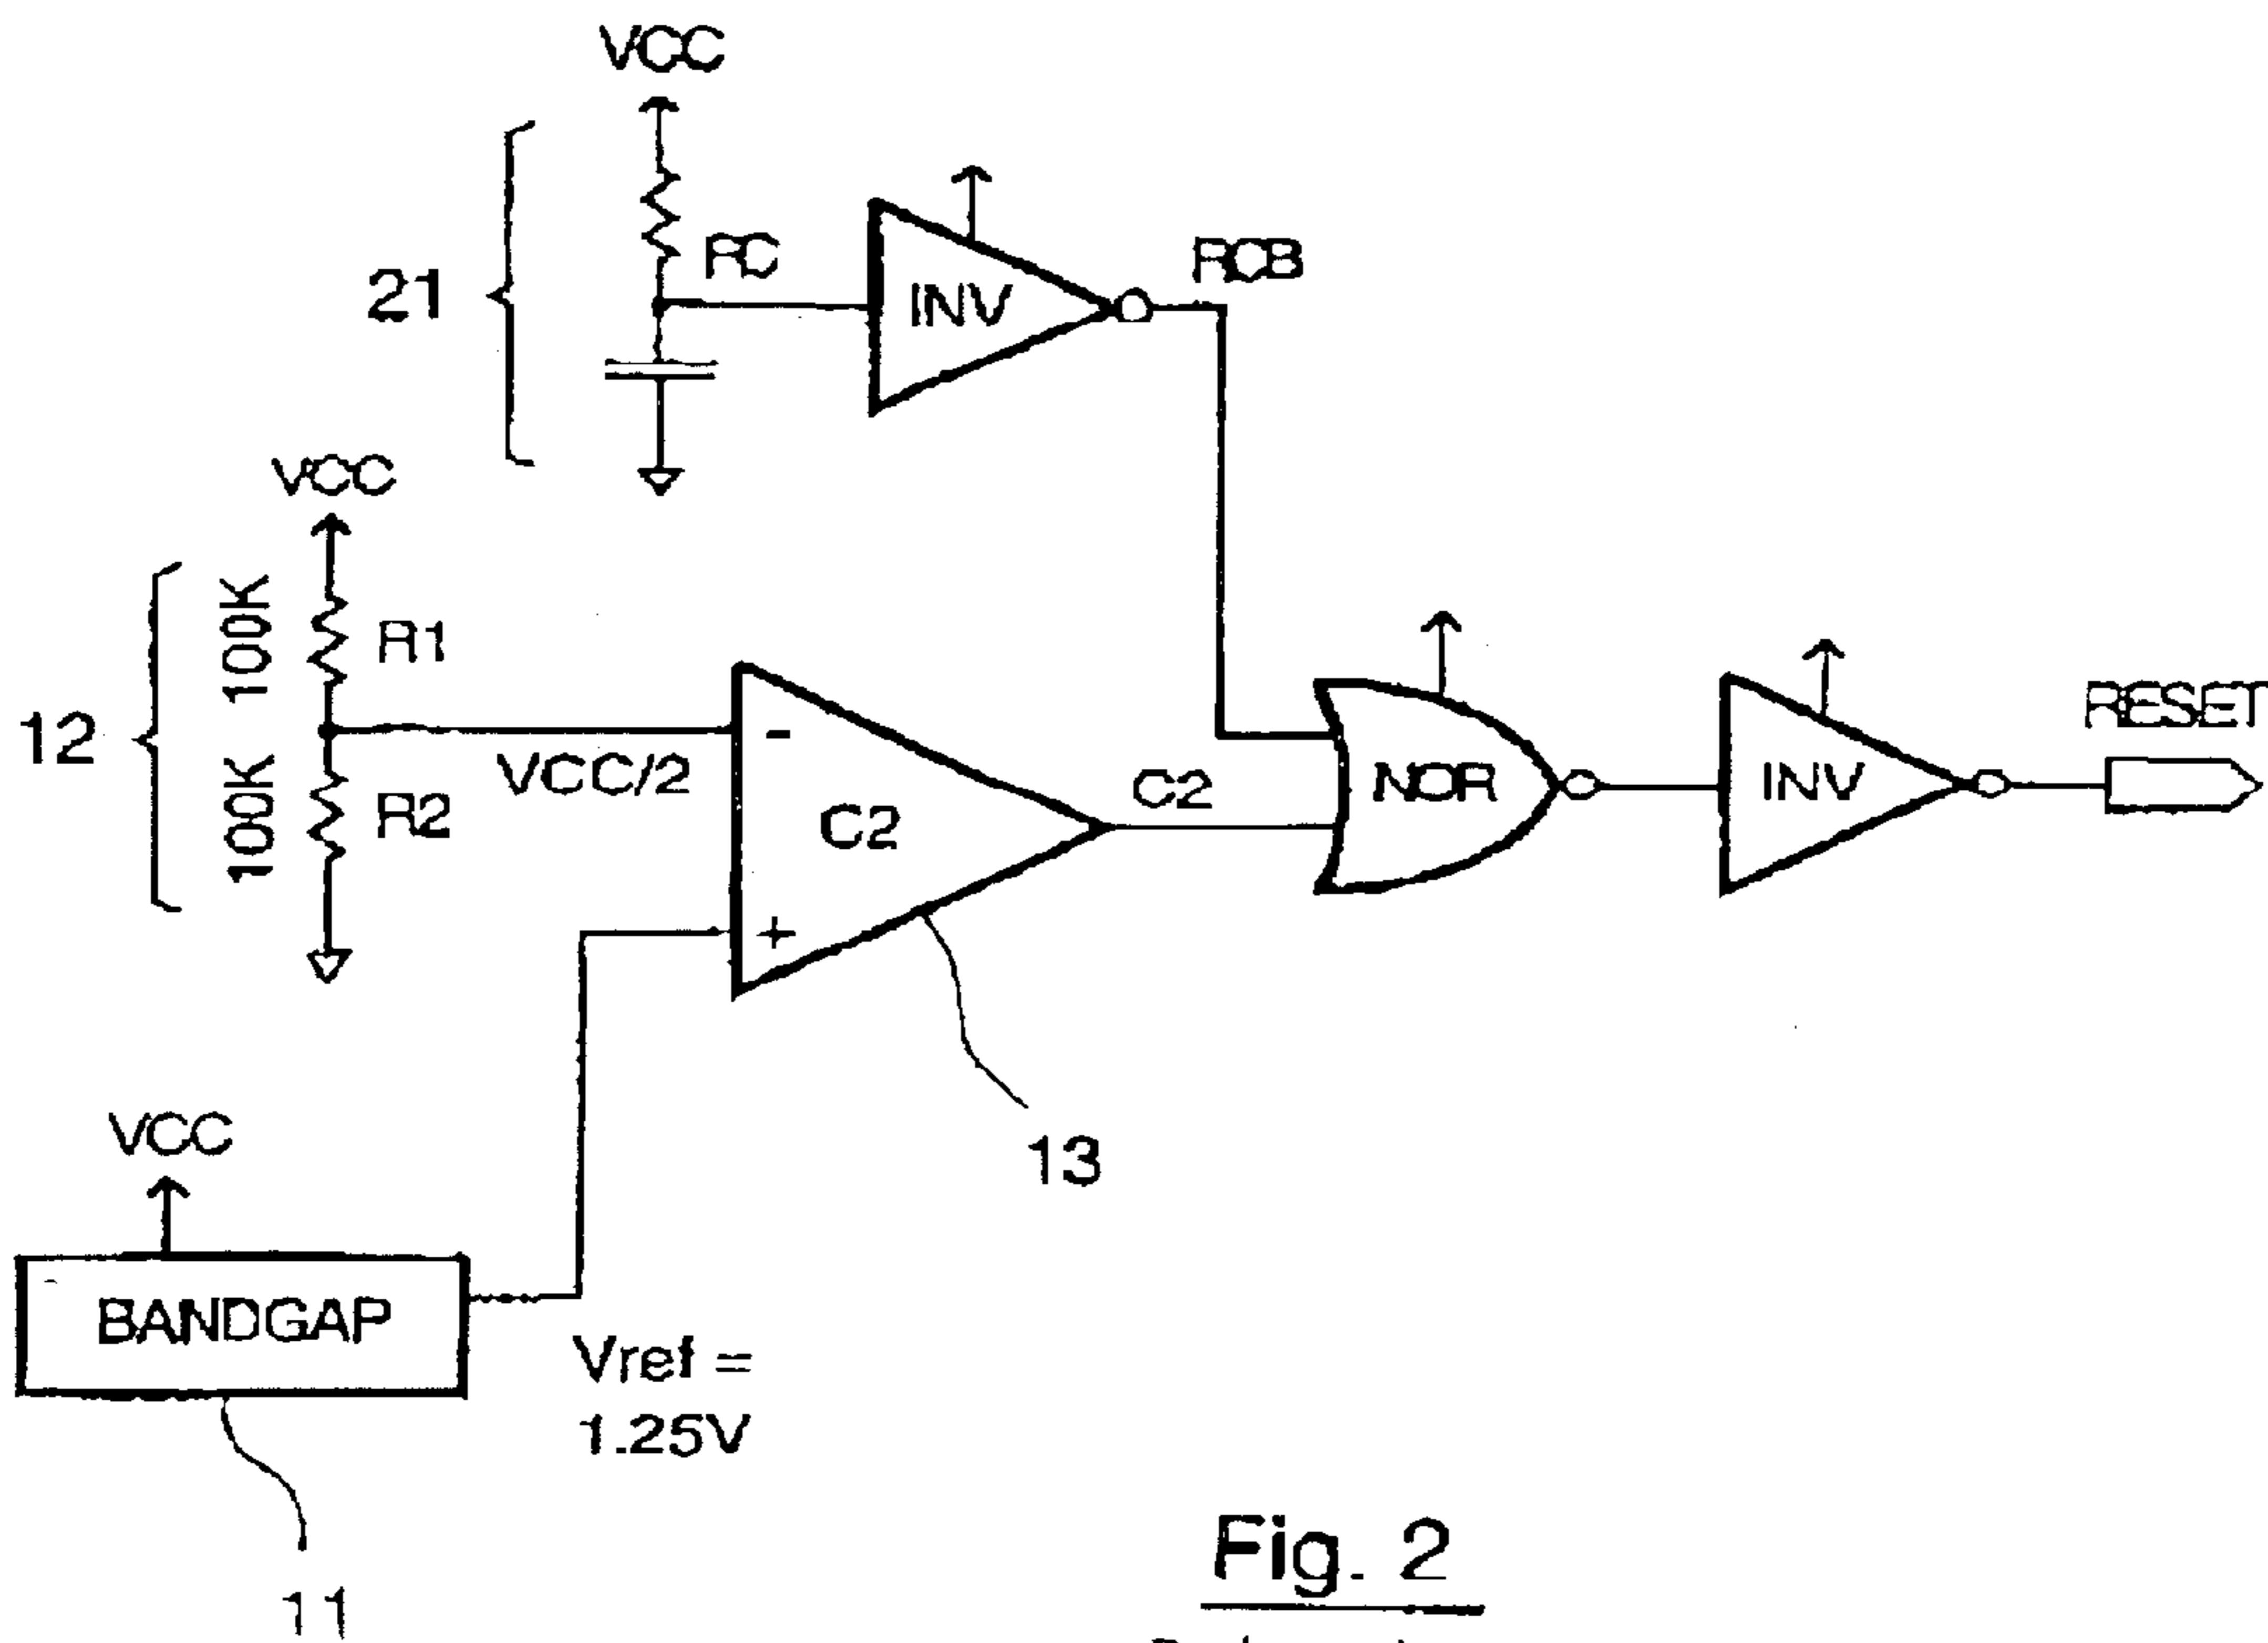 VCC
RC
INV
RCB
21
VCC
100K
R1
12
100K
R2
VCC/2
-
C2
+
C2
NOR
INV
RESET
13
VCC
BANDGAP
Vref =
1.25V
11
Fig. 2